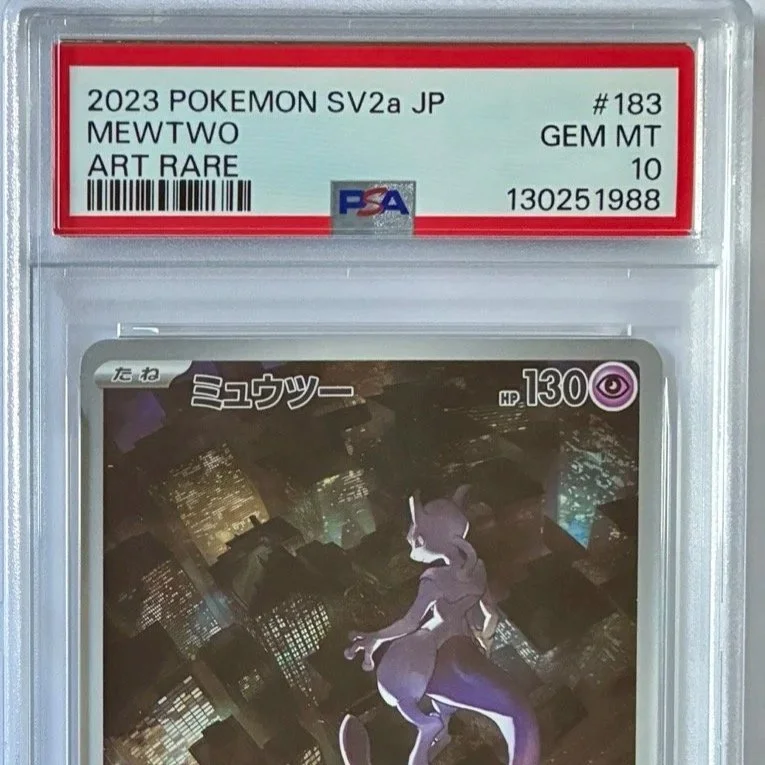 2023 POKEMON SV2a JP #183
MEWTWO GEM MT
ART RARE 10
PSA 130251988
たね ミュウツー HP 130